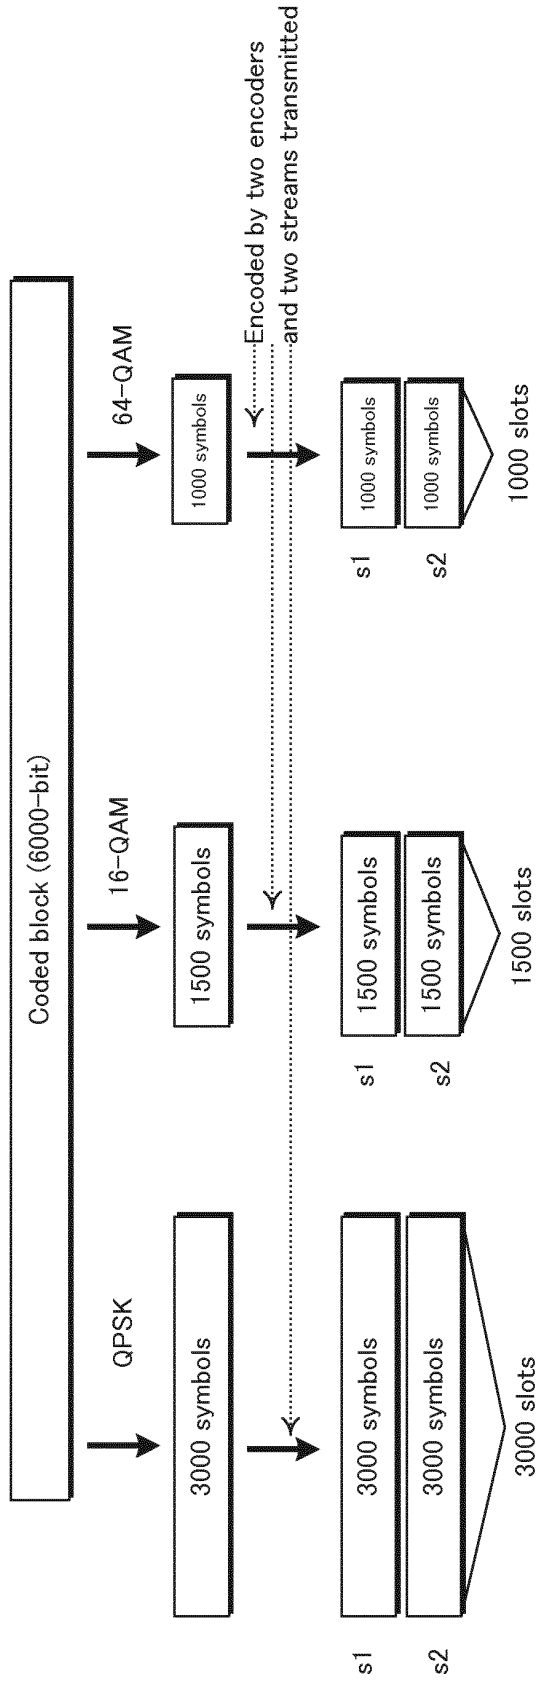 Coded block (6000-bit)
QPSK
16-QAM
64-QAM
3000 symbols
1500 symbols
1000 symbols
Encoded by two encoders
and two streams transmitted
s1
3000 symbols
s1
1500 symbols
s1
1000 symbols
s2
3000 symbols
s2
1500 symbols
s2
1000 symbols
3000 slots
1500 slots
1000 slots